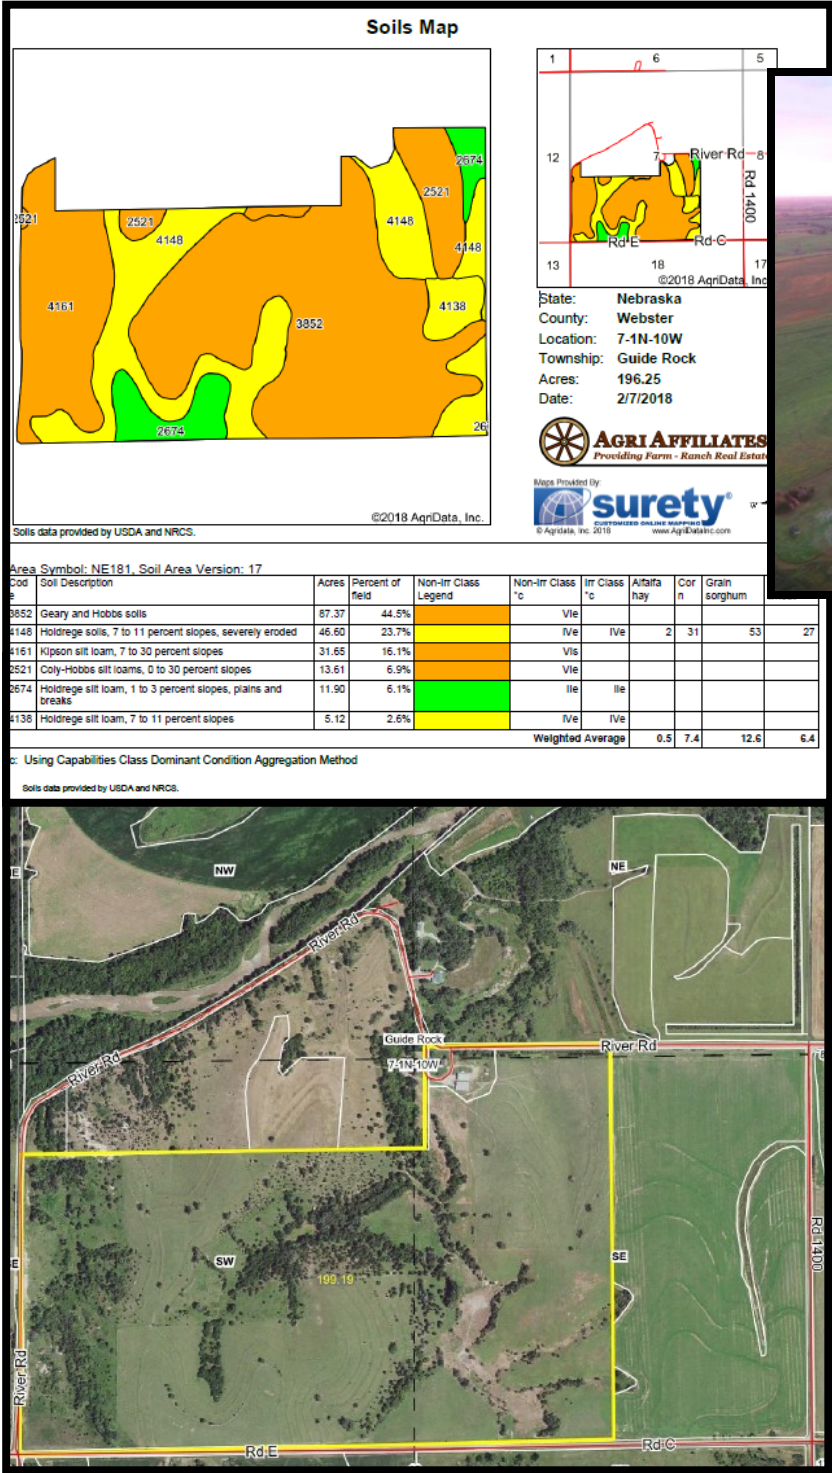 Soils Map
2674
2521
2521
2521
4148
4148
4148
4161
4138
3852
2674
26
©2018 AgriData, Inc.
Soils data provided by USDA and NRCS.
1
6
5
12
7
River Rd
8
Rd 1400
Rd E
Rd C
13
18
17
©2018 AgriData, Inc
State: Nebraska
County: Webster
Location: 7-1N-10W
Township: Guide Rock
Acres: 196.25
Date: 2/7/2018
AGRI AFFILIATES
Providing Farm - Ranch Real Estate
Maps Provided By:
surety®
CUSTOMIZED ONLINE MAPPING
© AgriData, Inc. 2018 www.AgriDataInc.com
W
Area Symbol: NE181, Soil Area Version: 17
Cod e Soil Description Acres Percent of field Non-Irr Class Legend Non-Irr Class *c Irr Class *c Alfalfa hay Cor n Grain sorghum
3852 Geary and Hobbs soils 87.37 44.5% VIe
4148 Holdrege soils, 7 to 11 percent slopes, severely eroded 46.60 23.7% IVe IVe 2 31 53 27
4161 Kipson silt loam, 7 to 30 percent slopes 31.65 16.1% VIs
2521 Coly-Hobbs silt loams, 0 to 30 percent slopes 13.61 6.9% VIe
2674 Holdrege silt loam, 1 to 3 percent slopes, plains and breaks 11.90 6.1% IIe IIe
4138 Holdrege silt loam, 7 to 11 percent slopes 5.12 2.6% IVe IVe
Weighted Average 0.5 7.4 12.6 6.4
c: Using Capabilities Class Dominant Condition Aggregation Method
Soils data provided by USDA and NRCS.
NW
NE
River Rd
Guide Rock
River Rd
7-1N-10W
River Rd
SW
SE
199.19
Rd 1400
River Rd
Rd E
Rd C